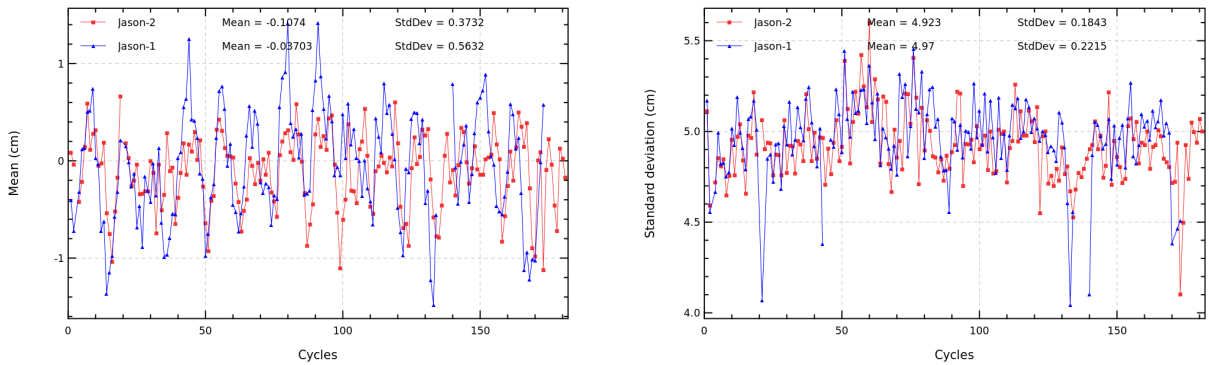 Jason-2 Mean = -0.1074 StdDev = 0.3732
Jason-1 Mean = -0.03703 StdDev = 0.5632
1
0
-1
Mean (cm)
0 50 100 150
Cycles
Jason-2 Mean = 4.923 StdDev = 0.1843
Jason-1 Mean = 4.97 StdDev = 0.2215
5.5
5.0
4.5
4.0
Standard deviation (cm)
0 50 100 150
Cycles